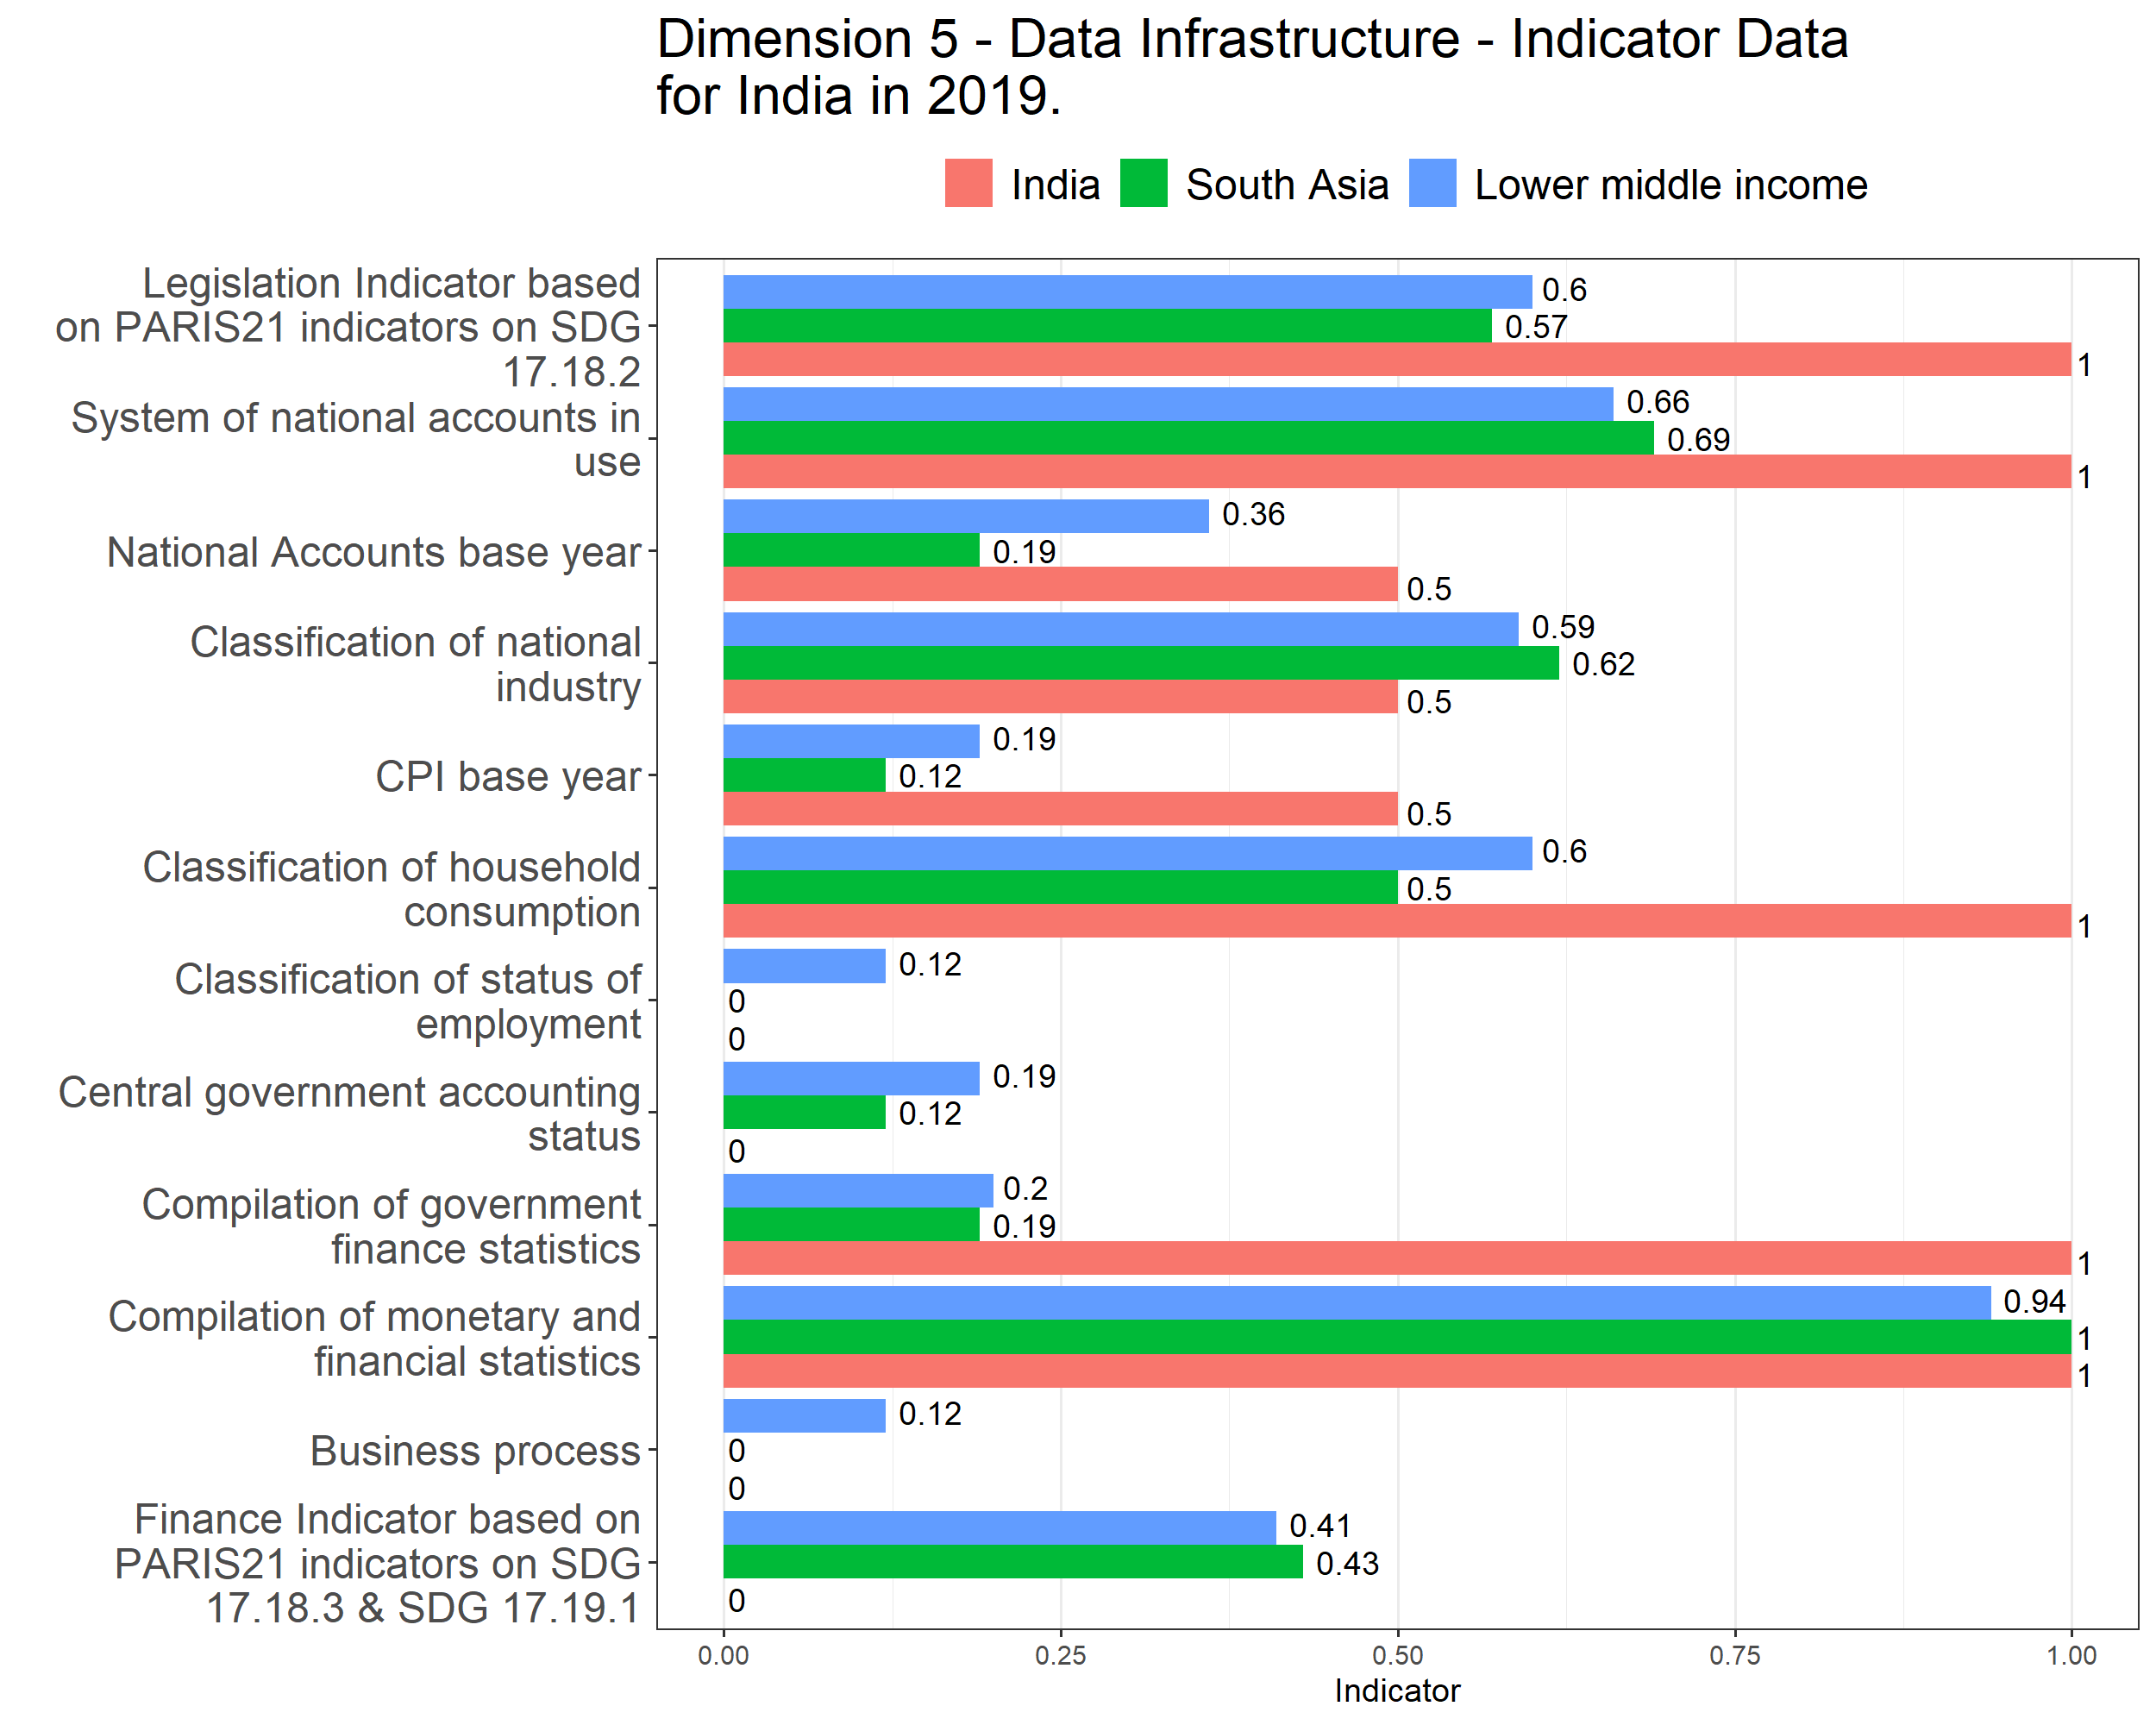 Dimension 5 - Data Infrastructure - Indicator Data
for India in 2019.
India
South Asia
Lower middle income
Legislation Indicator based
on PARIS21 indicators on SDG
17.18.2
0.6
0.57
1
System of national accounts in
use
0.66
0.69
1
National Accounts base year
0.36
0.19
0.5
Classification of national
industry
0.59
0.62
0.5
CPI base year
0.19
0.12
0.5
Classification of household
consumption
0.6
0.5
1
Classification of status of
employment
0.12
0
0
Central government accounting
status
0.19
0.12
0
Compilation of government
finance statistics
0.2
0.19
1
Compilation of monetary and
financial statistics
0.94
1
1
Business process
0.12
0
0
Finance Indicator based on
PARIS21 indicators on SDG
17.18.3 & SDG 17.19.1
0.41
0.43
0
0.00
0.25
0.50
0.75
1.00
Indicator